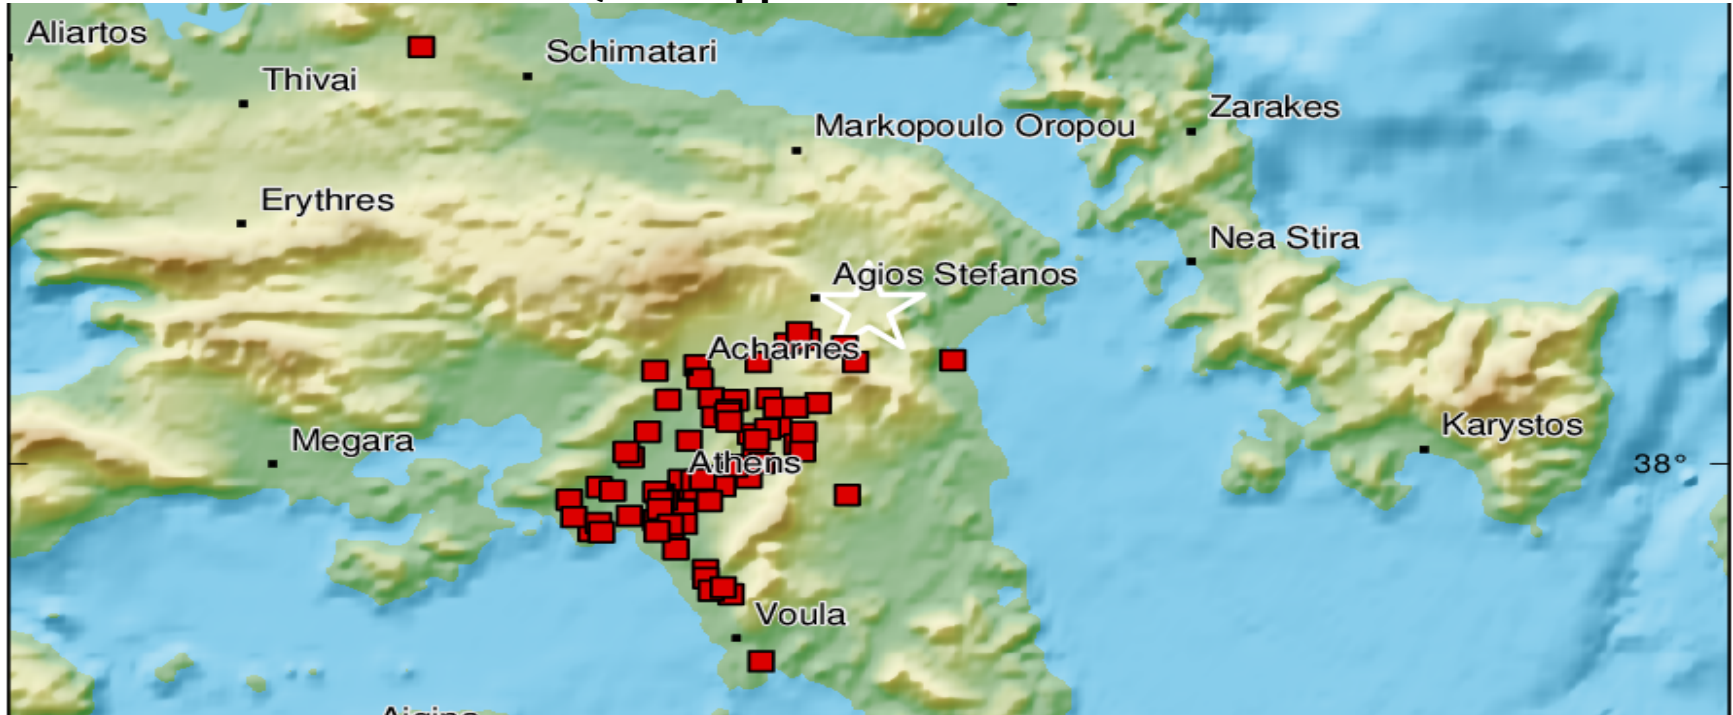 Aliartos
Schimatari
Thivai
Zarakes
Markopoulo Oropou
Erythres
Nea Stira
Agios Stefanos
Acharnes
Karystos
Megara
Athens
38°
Voula